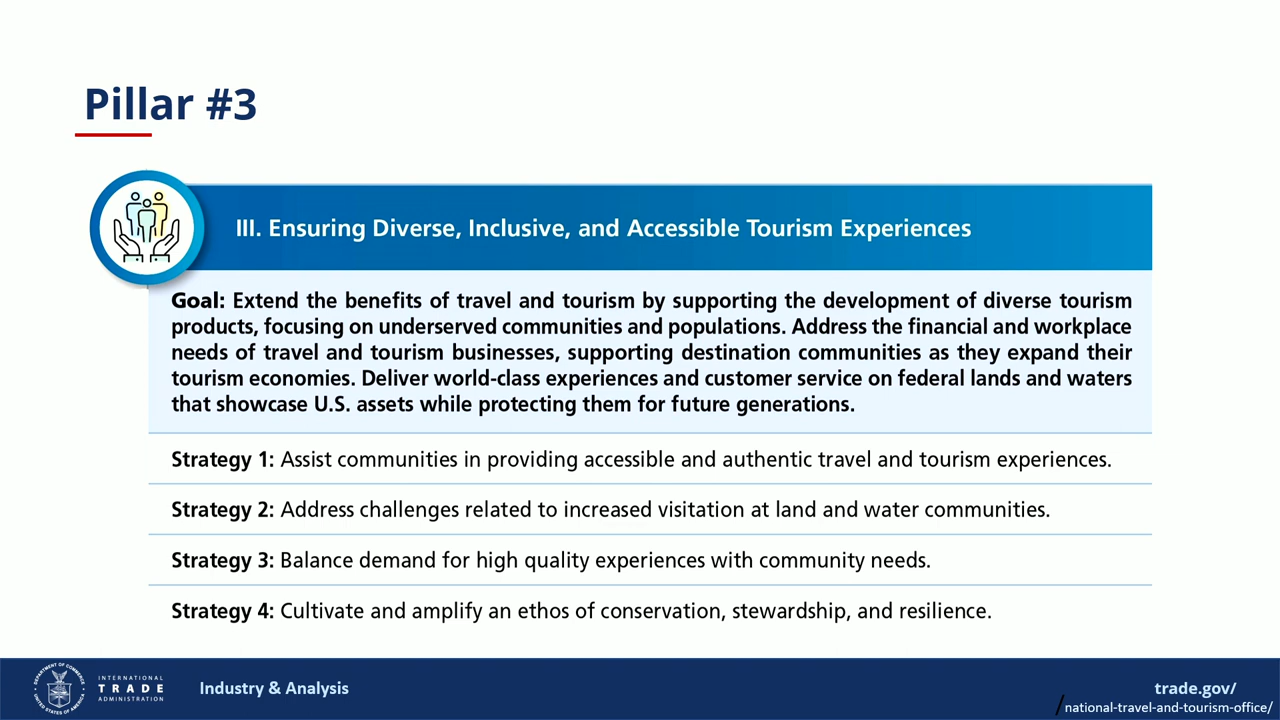 Pillar #3
III. Ensuring Diverse, Inclusive, and Accessible Tourism Experiences
Goal: Extend the benefits of travel and tourism by supporting the development of diverse tourism
products, focusing on underserved communities and populations. Address the financial and workplace
needs of travel and tourism businesses, supporting destination communities as they expand their
tourism economies. Deliver world-class experiences and customer service on federal lands and waters
that showcase U.S. assets while protecting them for future generations.
Strategy 1: Assist communities in providing accessible and authentic travel and tourism experiences.
Strategy 2: Address challenges related to increased visitation at land and water communities.
Strategy 3: Balance demand for high quality experiences with community needs.
Strategy 4: Cultivate and amplify an ethos of conservation, stewardship, and resilience.
DEPARTMENT OF COMMERCE
UNITED STATES OF AMERICA
INTERNATIONAL
TRADE
ADMINISTRATION
Industry & Analysis
trade.gov/
/national-travel-and-tourism-office/